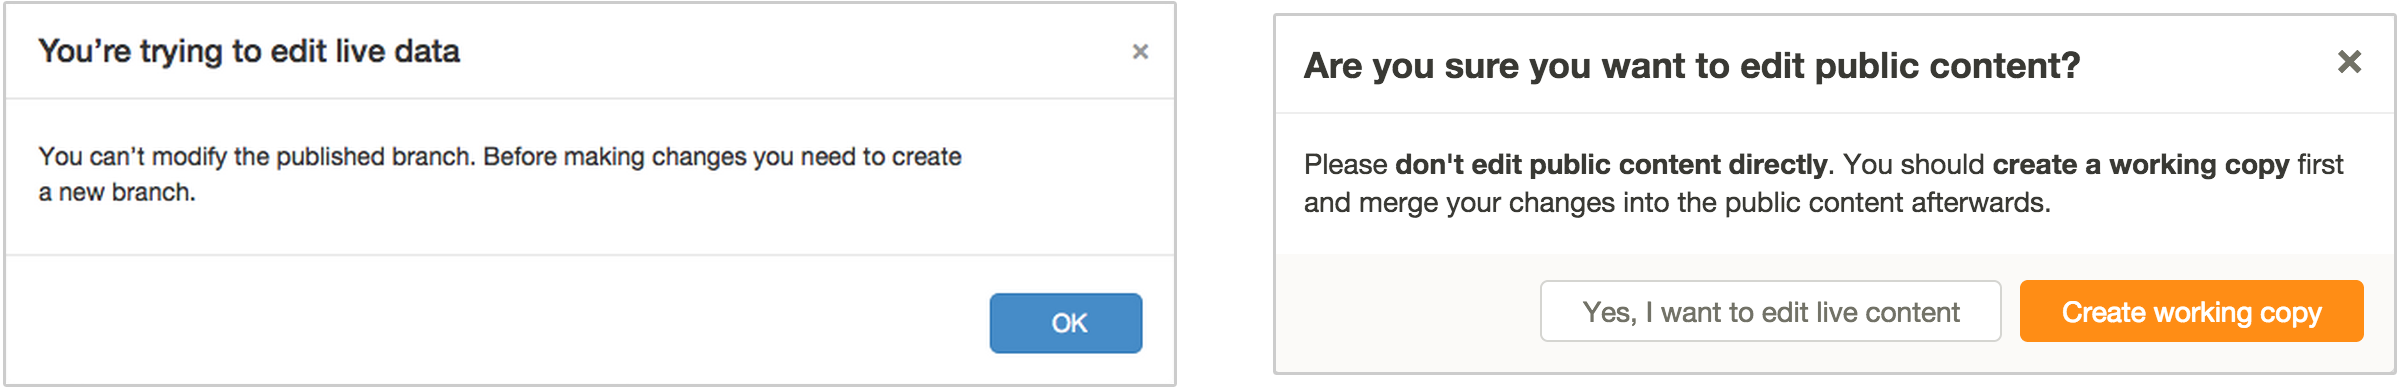 You’re trying to edit live data
×
You can’t modify the published branch. Before making changes you need to create
a new branch.
OK
Are you sure you want to edit public content?
×
Please don't edit public content directly. You should create a working copy first
and merge your changes into the public content afterwards.
Yes, I want to edit live content
Create working copy